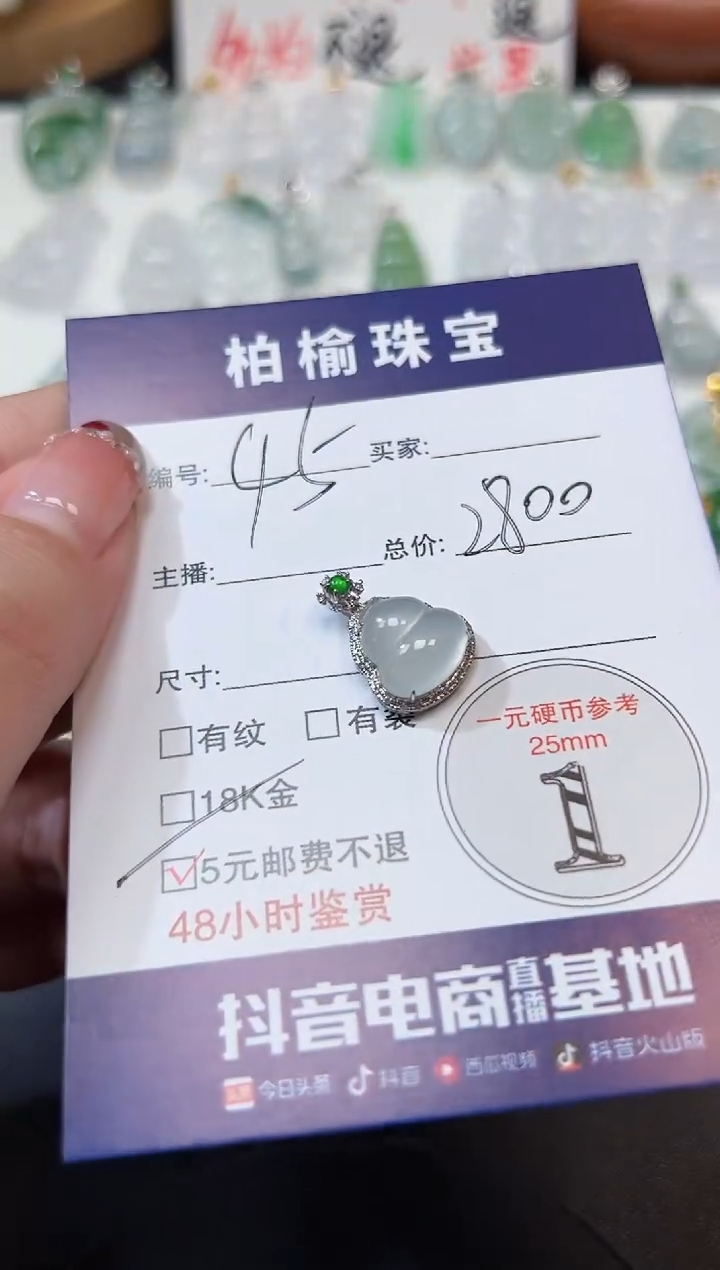 不退
柏榆珠宝
编号: 45 买家:
主播: 总价: 2800
尺寸:
□有纹 □有裂
□18K金
☑5元邮费不退
48小时鉴赏
一元硬币参考
25mm
1
抖音电商直播基地
今日头条 抖音 西瓜视频 抖音火山版